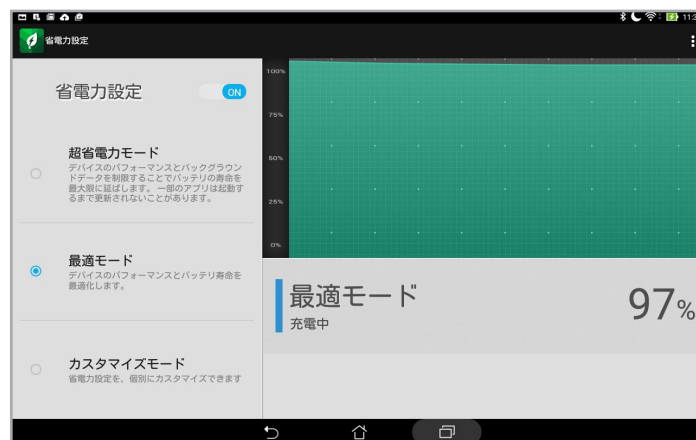 11:3
省電力設定
省電力設定
ON
超省電力モード
デバイスのパフォーマンスとバックグラウン
ドデータを制限することでバッテリの寿命を
最大限に延ばします。一部のアプリは起動す
るまで更新されないことがあります。
最適モード
デバイスのパフォーマンスとバッテリ寿命を
最適化します。
カスタマイズモード
省電力設定を、個別にカスタマイズできます
100%
75%
50%
25%
0%
最適モード
充電中
97%